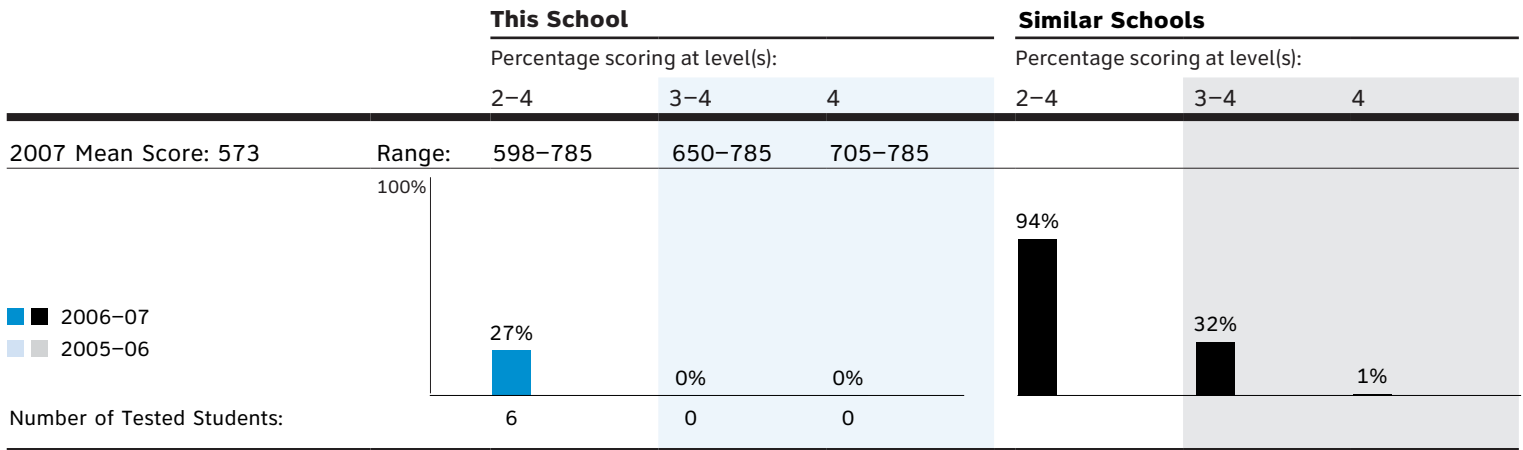 This School Similar Schools
Percentage scoring at level(s): Percentage scoring at level(s):
2–4 3–4 4 2–4 3–4 4
2007 Mean Score: 573 Range: 598–785 650–785 705–785
100%
94%
2006–07
27% 32%
2005–06
0% 0% 1%
Number of Tested Students: 6 0 0